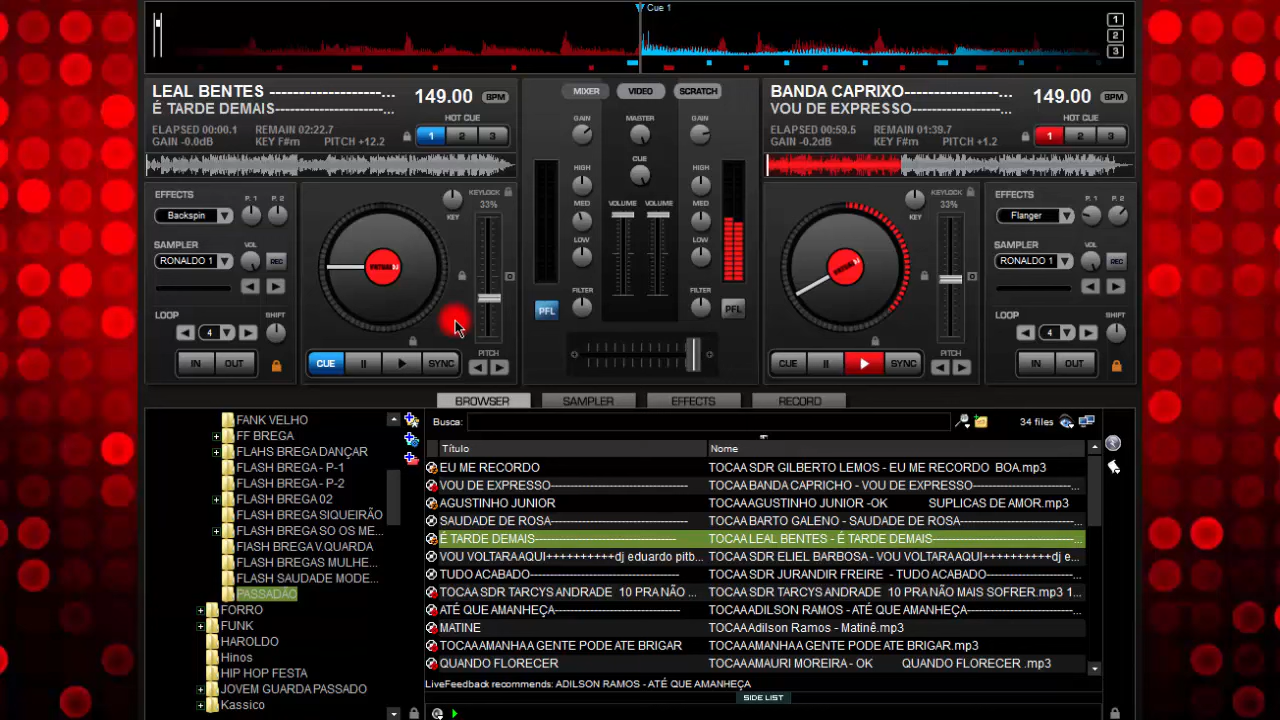 Cue 1
1
2
3
LEAL BENTES --------------------...
É TARDE DEMAIS-----------------------...
149.00 BPM
ELAPSED 00:00.1 REMAIN 02:22.7
GAIN -0.0dB KEY F#m PITCH +12.2
HOT CUE
1 2 3
MIXER VIDEO SCRATCH
BANDA CAPRIXO--------------------...
VOU DE EXPRESSO-----------------------...
149.00 BPM
ELAPSED 00:59.5 REMAIN 01:39.7
GAIN -0.2dB KEY F#m PITCH +1.2
HOT CUE
1 2 3
EFFECTS P. 1 P. 2
Backspin
SAMPLER VOL
RONALDO 1 REC
LOOP SHIFT
4
IN OUT
KEYLOCK
33%
KEY
CUE SYNC
PITCH
GAIN MASTER GAIN
CUE
HIGH HIGH
MED VOLUME VOLUME MED
LOW LOW
FILTER FILTER
PFL PFL
KEYLOCK
33%
KEY
CUE SYNC
PITCH
EFFECTS P. 1 P. 2
Flanger
SAMPLER VOL
RONALDO 1 REC
LOOP SHIFT
4
IN OUT
BROWSER SAMPLER EFFECTS RECORD
FANK VELHO
FF BREGA
FLAHS BREGA DANÇAR
FLASH BREGA - P-1
FLASH BREGA - P-2
FLASH BREGA 02
FLASH BREGA SIQUEIRÃO
FLASH BREGA SO OS ME...
FlASH BREGA V.QUARDA
FLASH BREGAS MULHE...
FLASH SAUDADE MODE...
PASSADÃO
FORRO
FUNK
HAROLDO
Hinos
HIP HOP FESTA
JOVEM GUARDA PASSADO
Kassico
Busca: 34 files
Título Nome
EU ME RECORDO TOCAA SDR GILBERTO LEMOS - EU ME RECORDO BOA.mp3
VOU DE EXPRESSO----------------------------------- TOCAA BANDA CAPRICHO - VOU DE EXPRESSO-----------------------------------...
AGUSTINHO JUNIOR TOCAAAGUSTINHO JUNIOR -OK SUPLICAS DE AMOR.mp3
SAUDADE DE ROSA----------------------------------- TOCAA BARTO GALENO - SAUDADE DE ROSA-----------------------------------...
É TARDE DEMAIS----------------------------------- TOCAA LEAL BENTES - É TARDE DEMAIS-----------------------------------...
VOU VOLTARAAQUI++++++++++dj eduardo pitb... TOCAA SDR ELIEL BARBOSA - VOU VOLTARAAQUI++++++++++dj e...
TUDO ACABADO----------------------------------- TOCAA SDR JURANDIR FREIRE - TUDO ACABADO-----------------------------------...
TOCAA SDR TARCYS ANDRADE 10 PRA NÃO ... TOCAA SDR TARCYS ANDRADE 10 PRA NÃO MAIS SOFRER.mp3 1...
ATÉ QUE AMANHEÇA----------------------------------- TOCAAADILSON RAMOS - ATÉ QUE AMANHEÇA-----------------------------------...
MATINE TOCAAAdilson Ramos - Matinê.mp3
TOCAAAMANHAA GENTE PODE ATE BRIGAR TOCAAAMANHAA GENTE PODE ATE BRIGAR.mp3
QUANDO FLORECER TOCAAMAURI MOREIRA - OK QUANDO FLORECER .mp3
LiveFeedback recommends: ADILSON RAMOS - ATÉ QUE AMANHEÇA
SIDE LIST